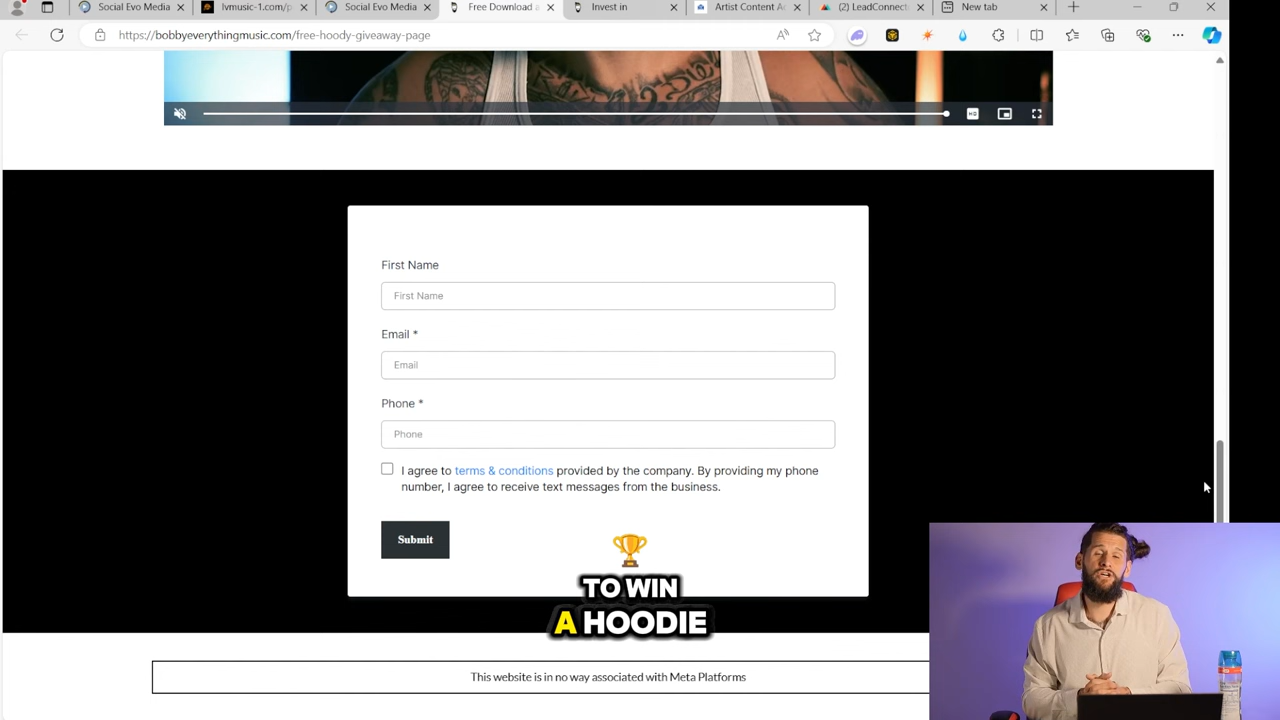 Social Evo Media
lvmusic-1.com/p
Social Evo Media
Free Download a
Invest in
Artist Content A
(2) LeadConnect
New tab
https://bobbyeverythingmusic.com/free-hoody-giveaway-page
HD
First Name
First Name
Email *
Email
Phone *
Phone
I agree to terms & conditions provided by the company. By providing my phone
number, I agree to receive text messages from the business.
Submit
TO WIN
A HOODIE
This website is in no way associated with Meta Platforms